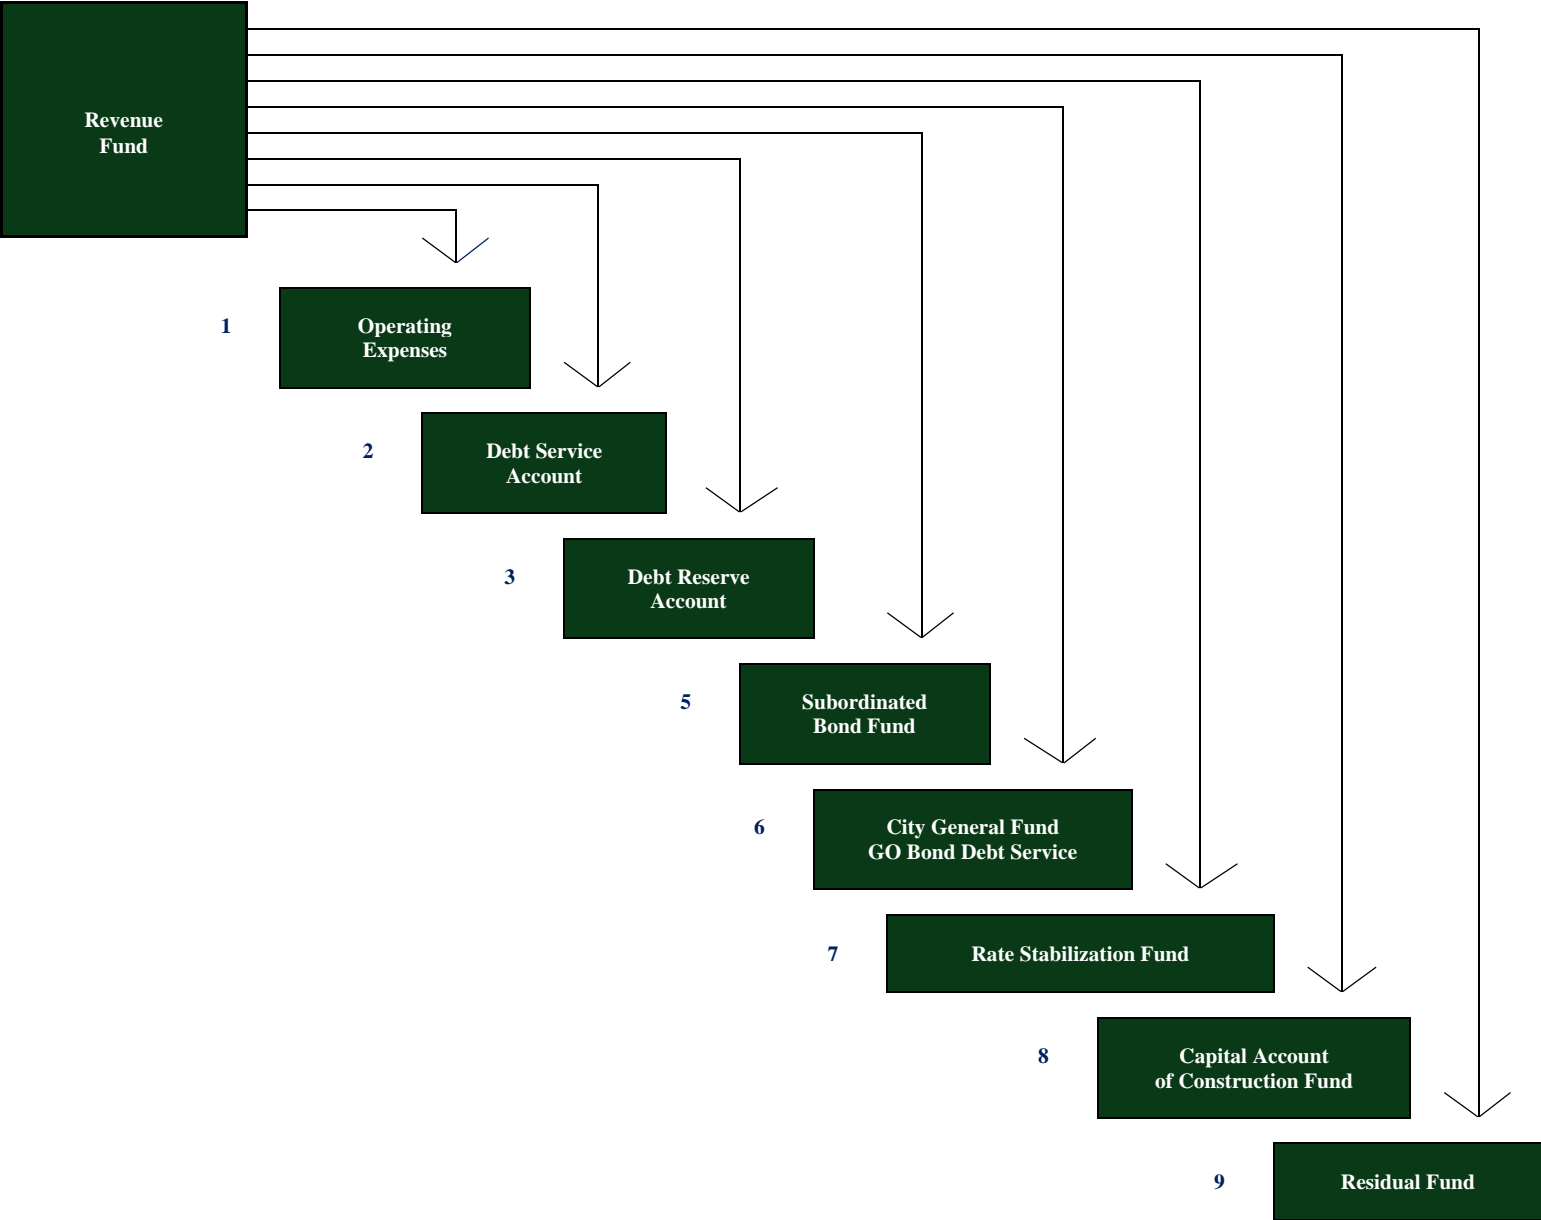 Revenue
Fund
1
Operating
Expenses
2
Debt Service
Account
3
Debt Reserve
Account
5
Subordinated
Bond Fund
6
City General Fund
GO Bond Debt Service
7
Rate Stabilization Fund
8
Capital Account
of Construction Fund
9
Residual Fund